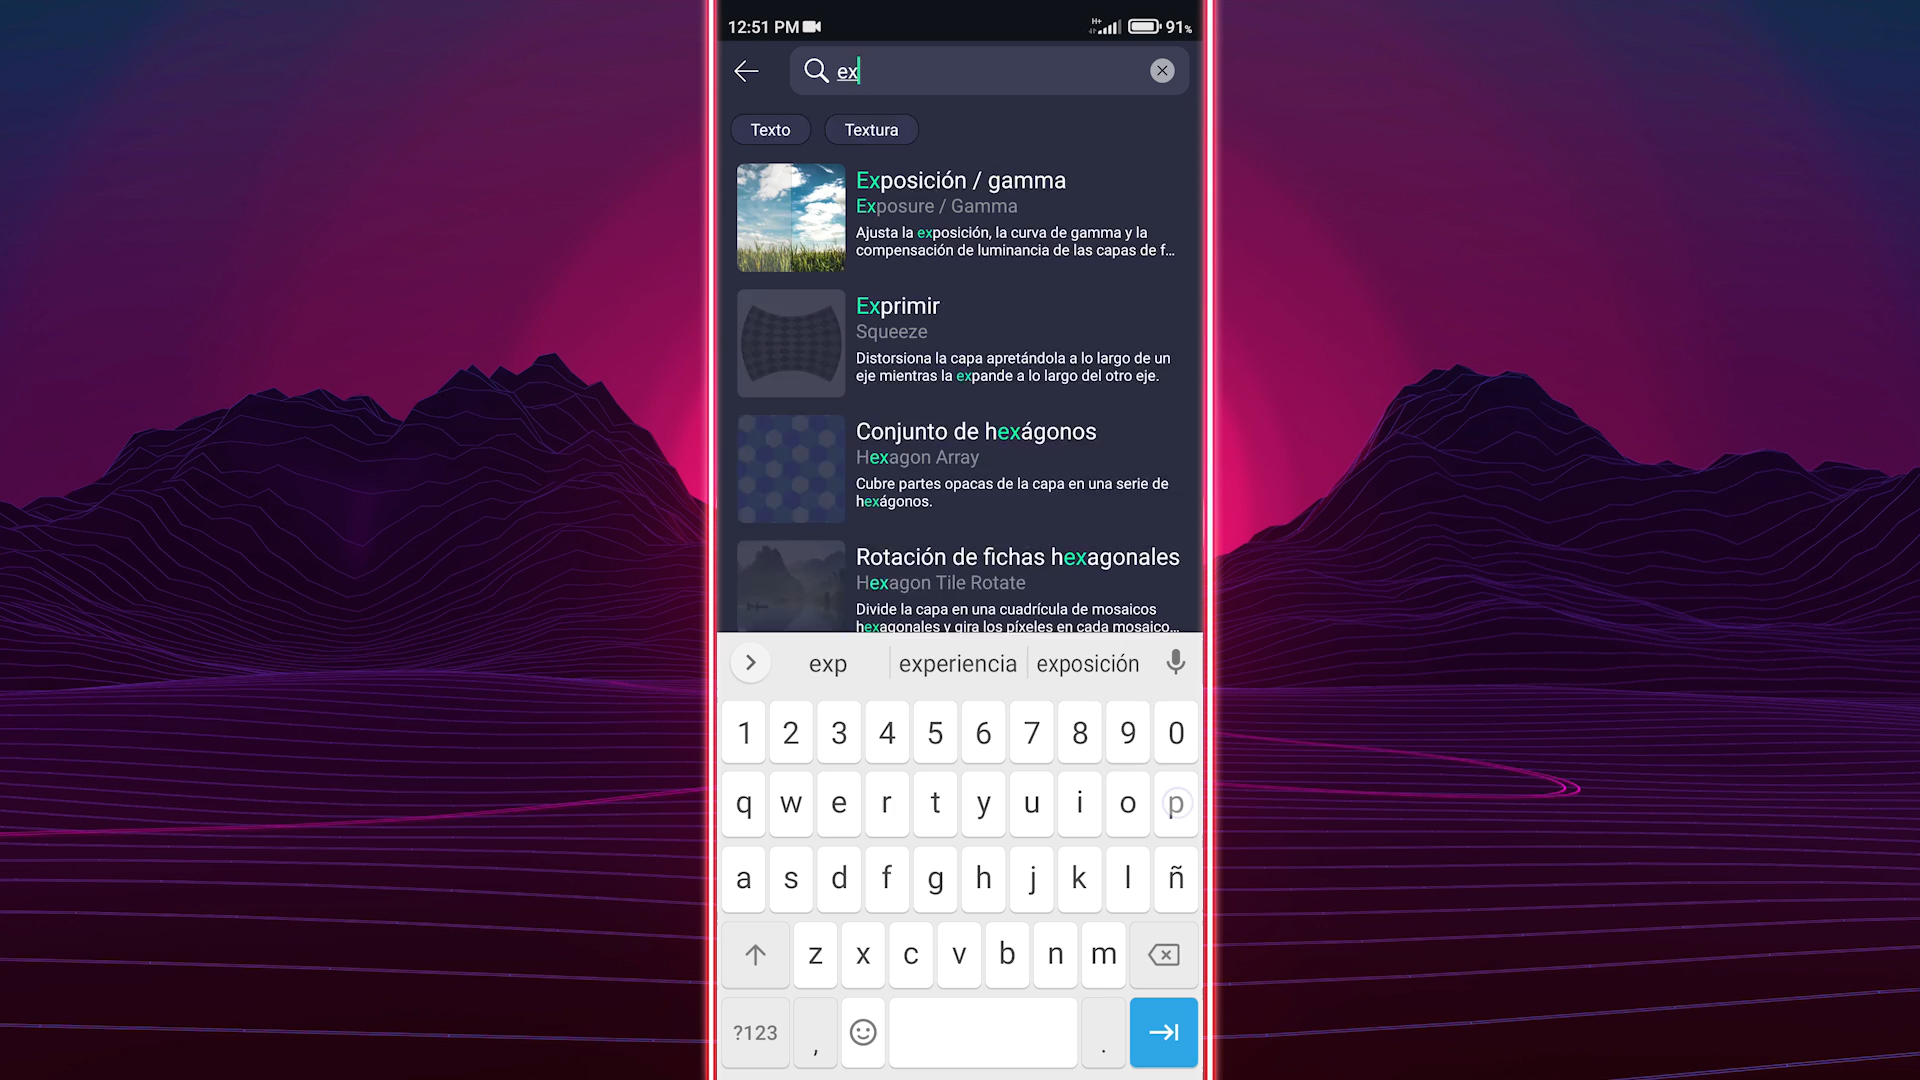 12:51 PM
H+
91%
ex
Texto
Textura
Exposición / gamma
Exposure / Gamma
Ajusta la exposición, la curva de gamma y la
compensación de luminancia de las capas de f...
Exprimir
Squeeze
Distorsiona la capa apretándola a lo largo de un
eje mientras la expande a lo largo del otro eje.
Conjunto de hexágonos
Hexagon Array
Cubre partes opacas de la capa en una serie de
hexágonos.
Rotación de fichas hexagonales
Hexagon Tile Rotate
Divide la capa en una cuadrícula de mosaicos
hexagonales y gira los píxeles en cada mosaico...
exp experiencia exposición
1 2 3 4 5 6 7 8 9 0
q w e r t y u i o p
a s d f g h j k l ñ
z x c v b n m
?123 , .